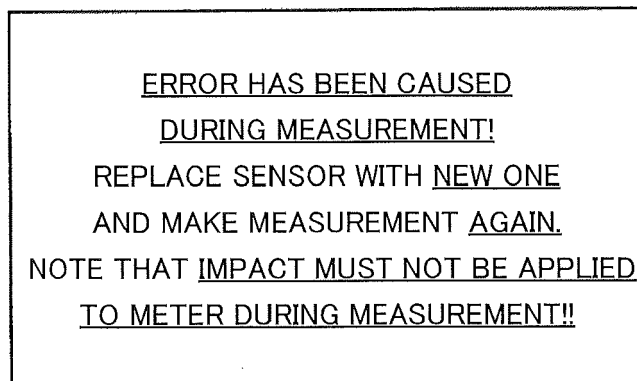 ERROR HAS BEEN CAUSED
DURING MEASUREMENT!
REPLACE SENSOR WITH NEW ONE
AND MAKE MEASUREMENT AGAIN.
NOTE THAT IMPACT MUST NOT BE APPLIED
TO METER DURING MEASUREMENT!!